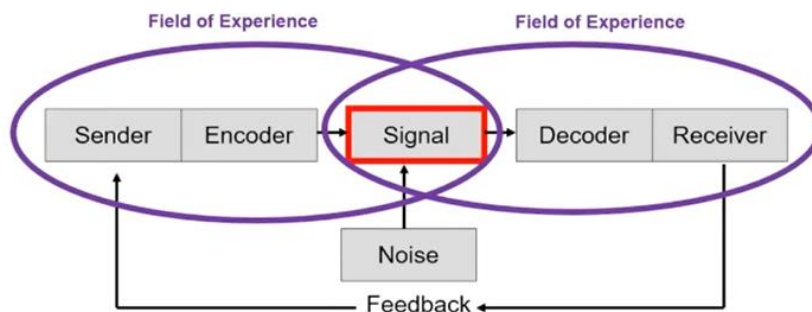 Field of Experience
Field of Experience
Sender
Encoder
Signal
Decoder
Receiver
Noise
Feedback